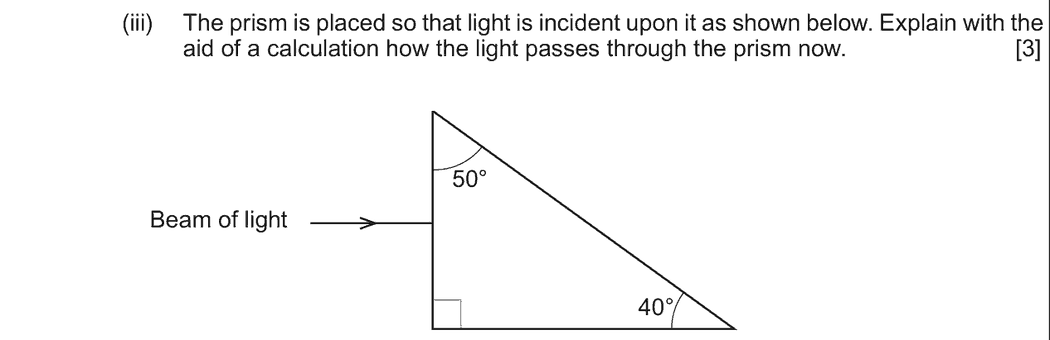 (iii) The prism is placed so that light is incident upon it as shown below. Explain with the
aid of a calculation how the light passes through the prism now. [3]
50°
Beam of light
40°